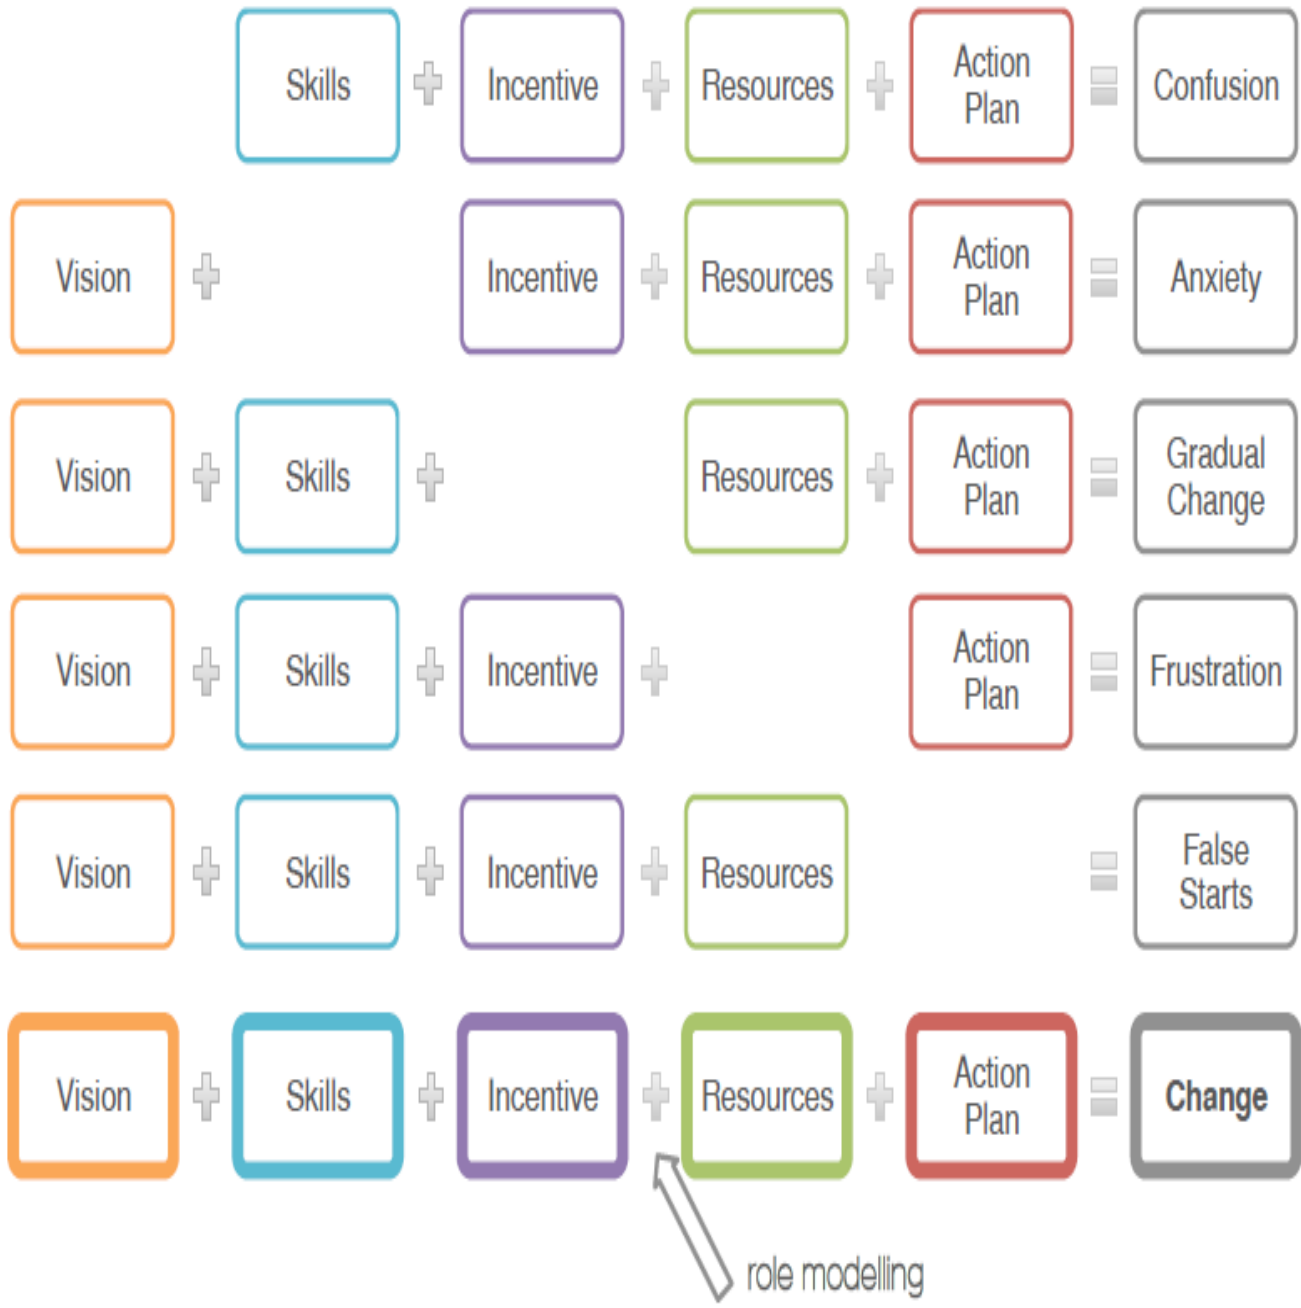 Skills + Incentive + Resources + Action Plan = Confusion
Vision + Incentive + Resources + Action Plan = Anxiety
Vision + Skills + Resources + Action Plan = Gradual Change
Vision + Skills + Incentive + Action Plan = Frustration
Vision + Skills + Incentive + Resources = False Starts
Vision + Skills + Incentive + Resources + Action Plan = Change
role modelling